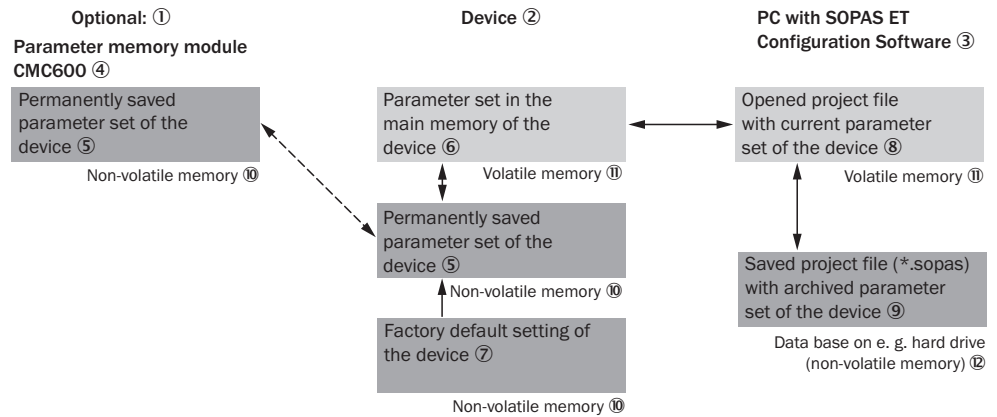 Optional: ①
Parameter memory module
CMC600 ④
Permanently saved
parameter set of the
device ⑤
Non-volatile memory ⑩
Device ②
Parameter set in the
main memory of the
device ⑥
Volatile memory ⑪
Permanently saved
parameter set of the
device ⑤
Non-volatile memory ⑩
Factory default setting of
the device ⑦
Non-volatile memory ⑩
PC with SOPAS ET
Configuration Software ③
Opened project file
with current parameter
set of the device ⑧
Volatile memory ⑪
Saved project file (*.sopas)
with archived parameter
set of the device ⑨
Data base on e. g. hard drive
(non-volatile memory) ⑫